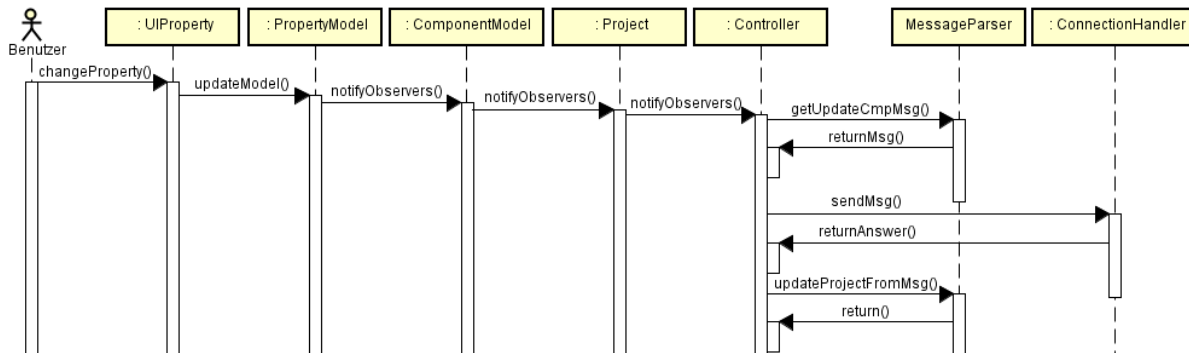 : UIProperty
: PropertyModel
: ComponentModel
: Project
: Controller
MessageParser
: ConnectionHandler
Benutzer
changeProperty()
updateModel()
notifyObservers()
notifyObservers()
notifyObservers()
getUpdateCmpMsg()
returnMsg()
sendMsg()
returnAnswer()
updateProjectFromMsg()
return()